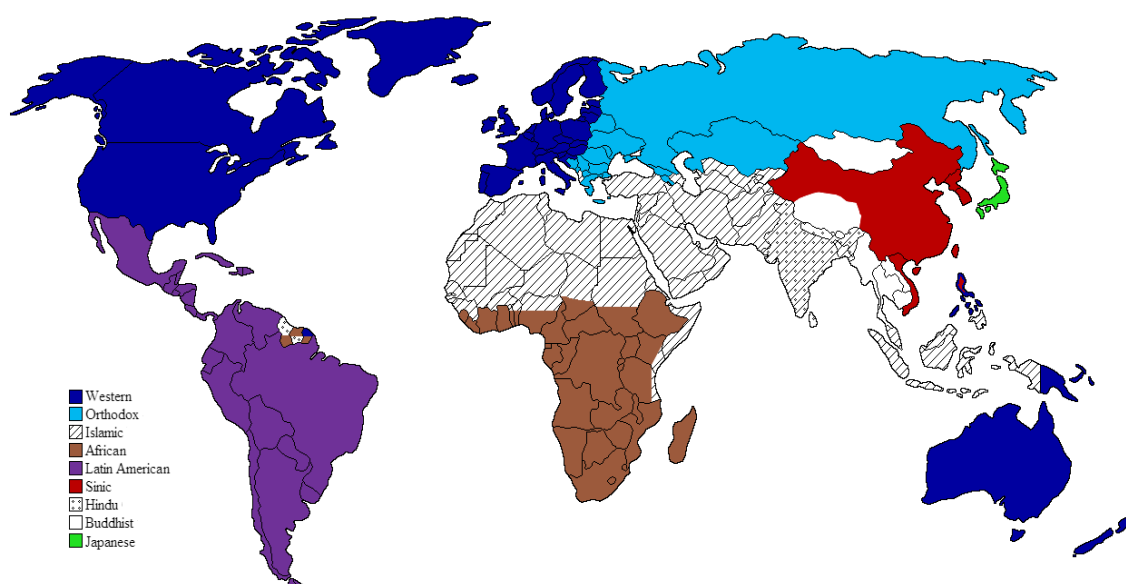 Western
Orthodox
Islamic
African
Latin American
Sinic
Hindu
Buddhist
Japanese